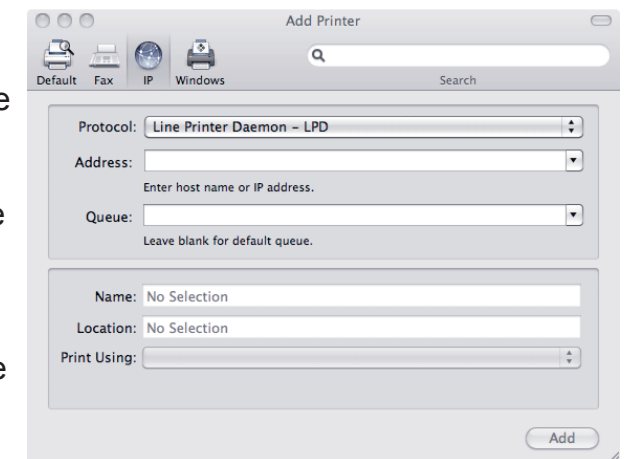 Add Printer
Default Fax IP Windows Search
e
Protocol: Line Printer Daemon – LPD
Address:
Enter host name or IP address.
e
Queue:
Leave blank for default queue.
Name: No Selection
Location: No Selection
Print Using:
e
Add